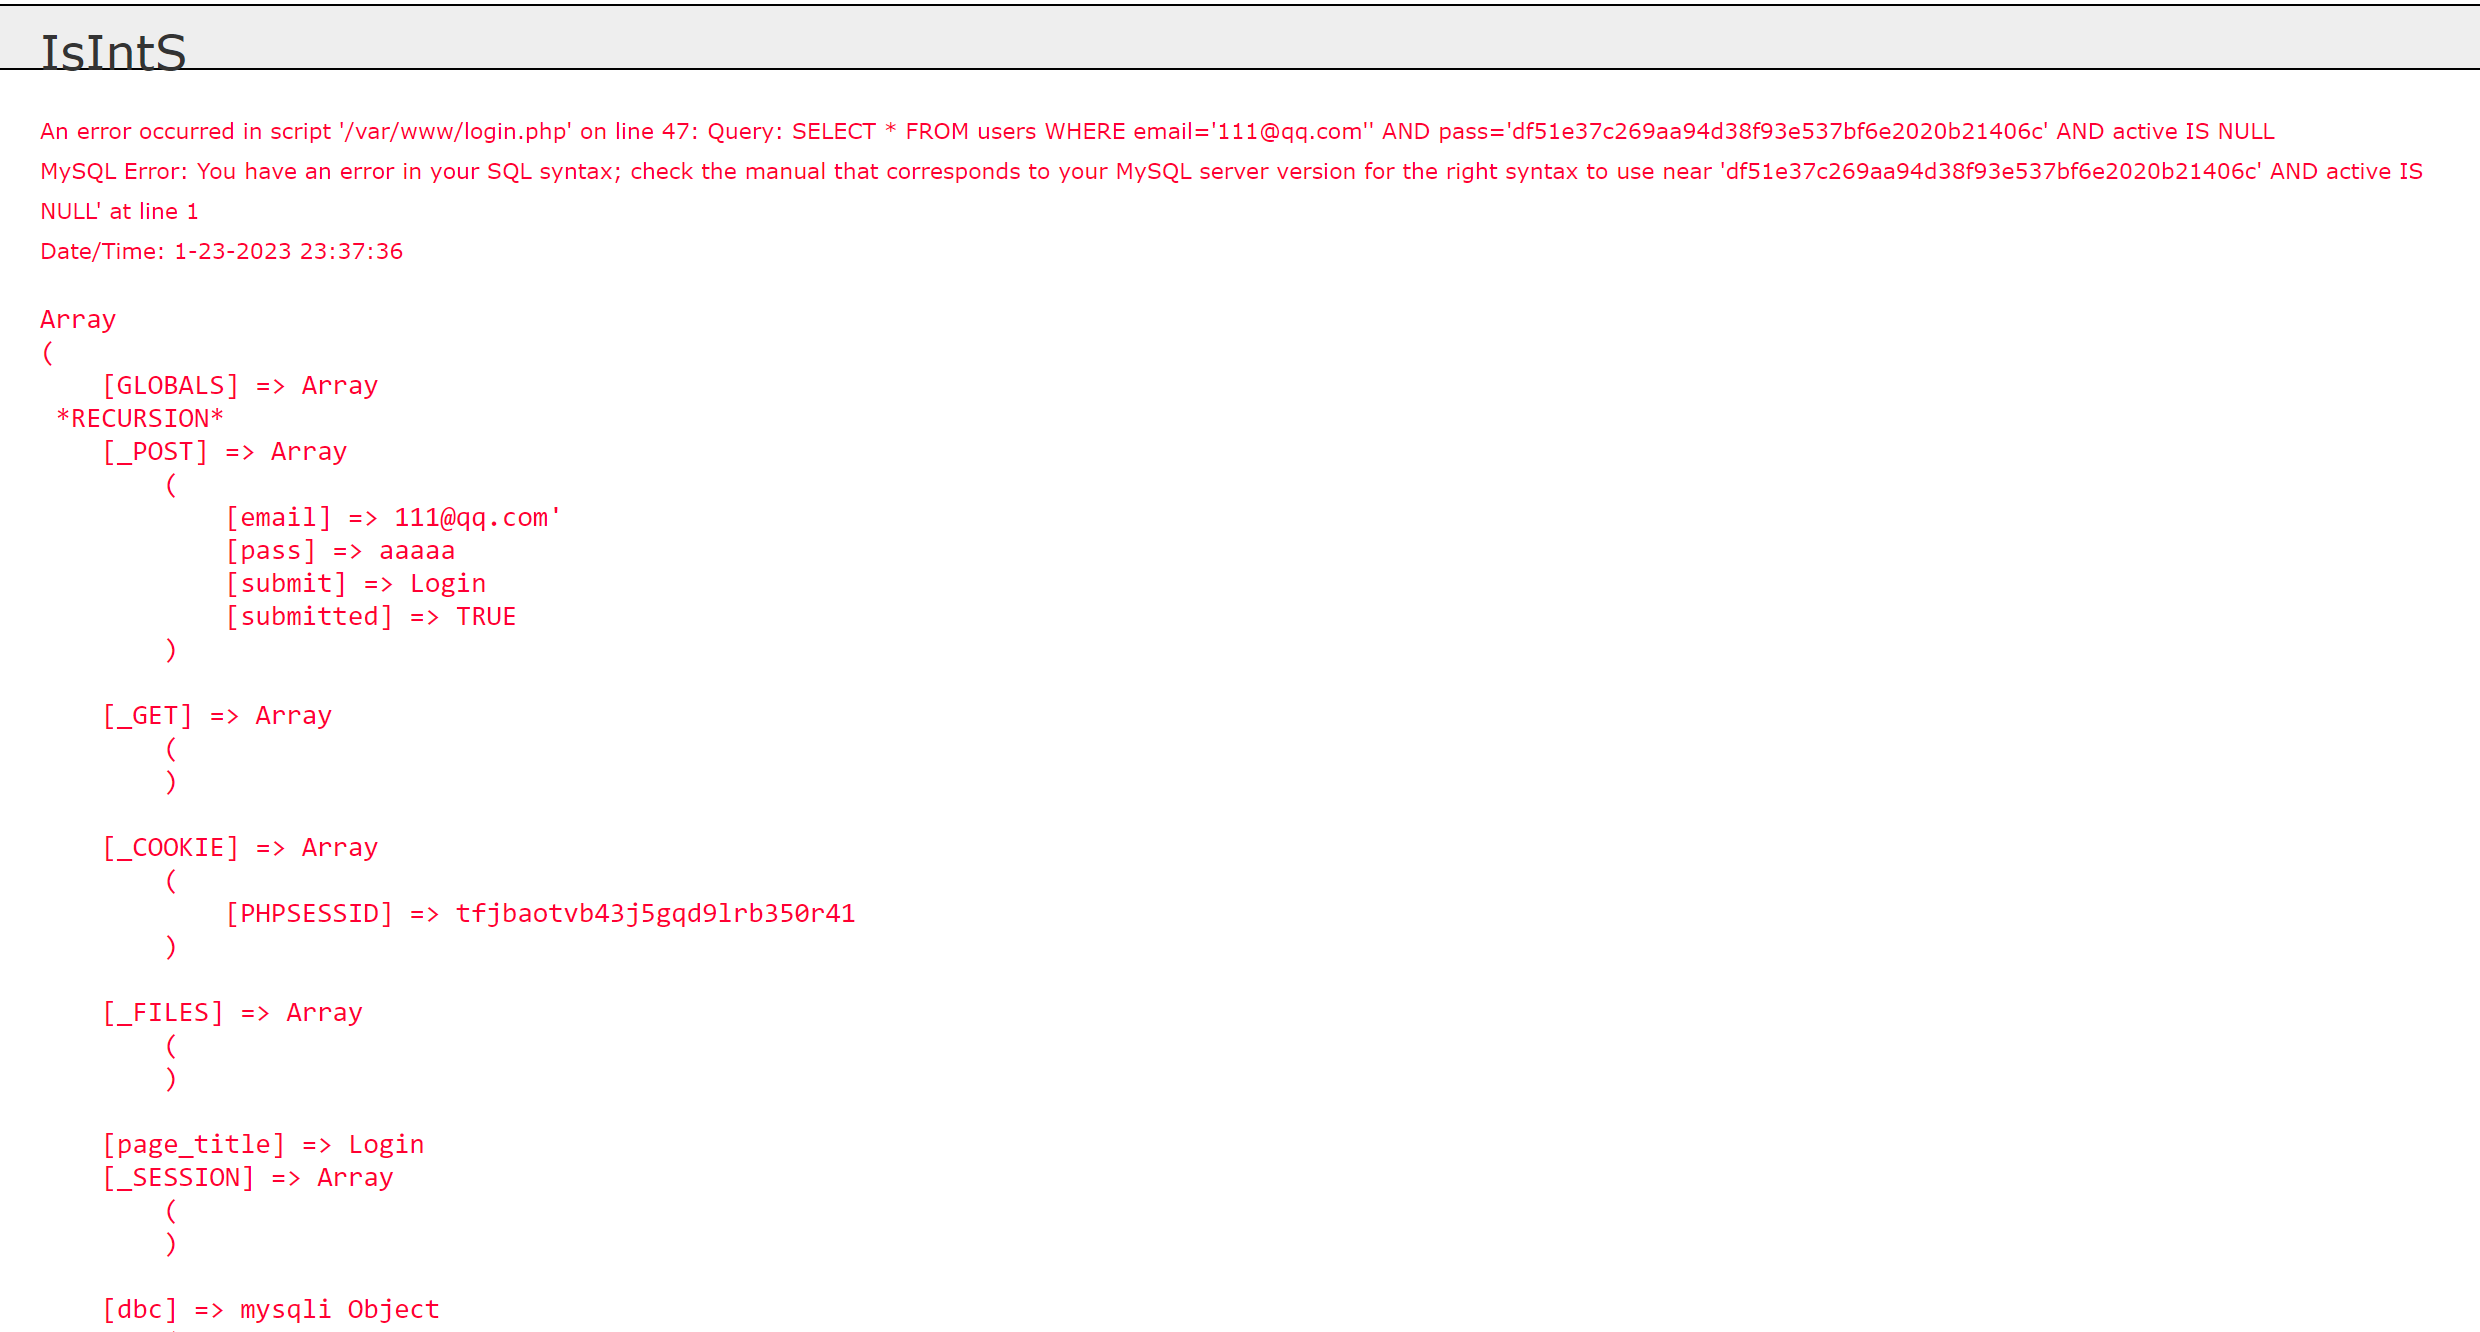 IsIntS
An error occurred in script '/var/www/login.php' on line 47: Query: SELECT * FROM users WHERE email='111@qq.com'' AND pass='df51e37c269aa94d38f93e537bf6e2020b21406c' AND active IS NULL
MySQL Error: You have an error in your SQL syntax; check the manual that corresponds to your MySQL server version for the right syntax to use near 'df51e37c269aa94d38f93e537bf6e2020b21406c' AND active IS
NULL' at line 1
Date/Time: 1-23-2023 23:37:36
Array
(
    [GLOBALS] => Array
 *RECURSION*
    [_POST] => Array
        (
            [email] => 111@qq.com'
            [pass] => aaaaa
            [submit] => Login
            [submitted] => TRUE
        )
    [_GET] => Array
        (
        )
    [_COOKIE] => Array
        (
            [PHPSESSID] => tfjbaotvb43j5gqd9lrb350r41
        )
    [_FILES] => Array
        (
        )
    [page_title] => Login
    [_SESSION] => Array
        (
        )
    [dbc] => mysqli Object